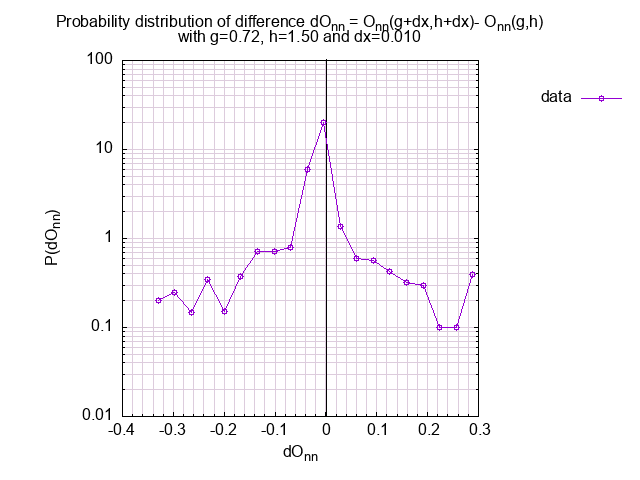 Probability distribution of difference dOnn = Onn(g+dx,h+dx)- Onn(g,h)
with g=0.72, h=1.50 and dx=0.010
data
100
10
1
0.1
0.01
P(dOnn)
-0.4 -0.3 -0.2 -0.1 0 0.1 0.2 0.3
dOnn